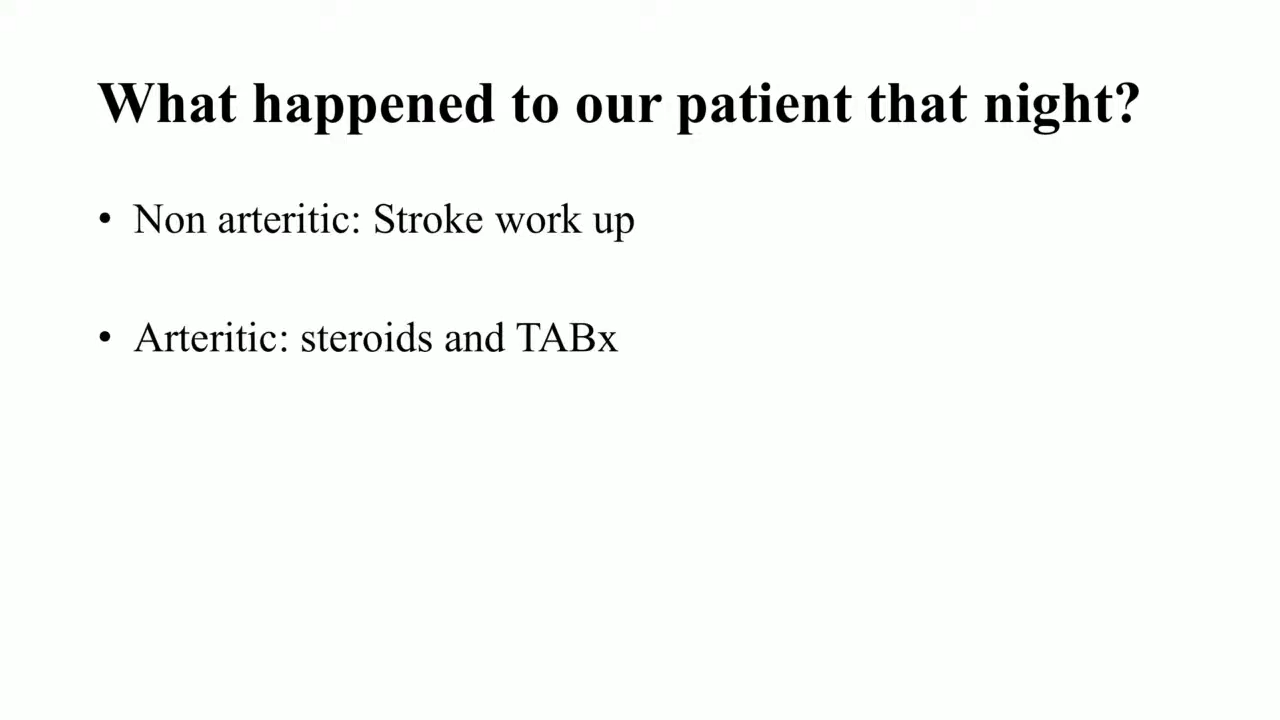 What happened to our patient that night?
• Non arteritic: Stroke work up
• Arteritic: steroids and TABx